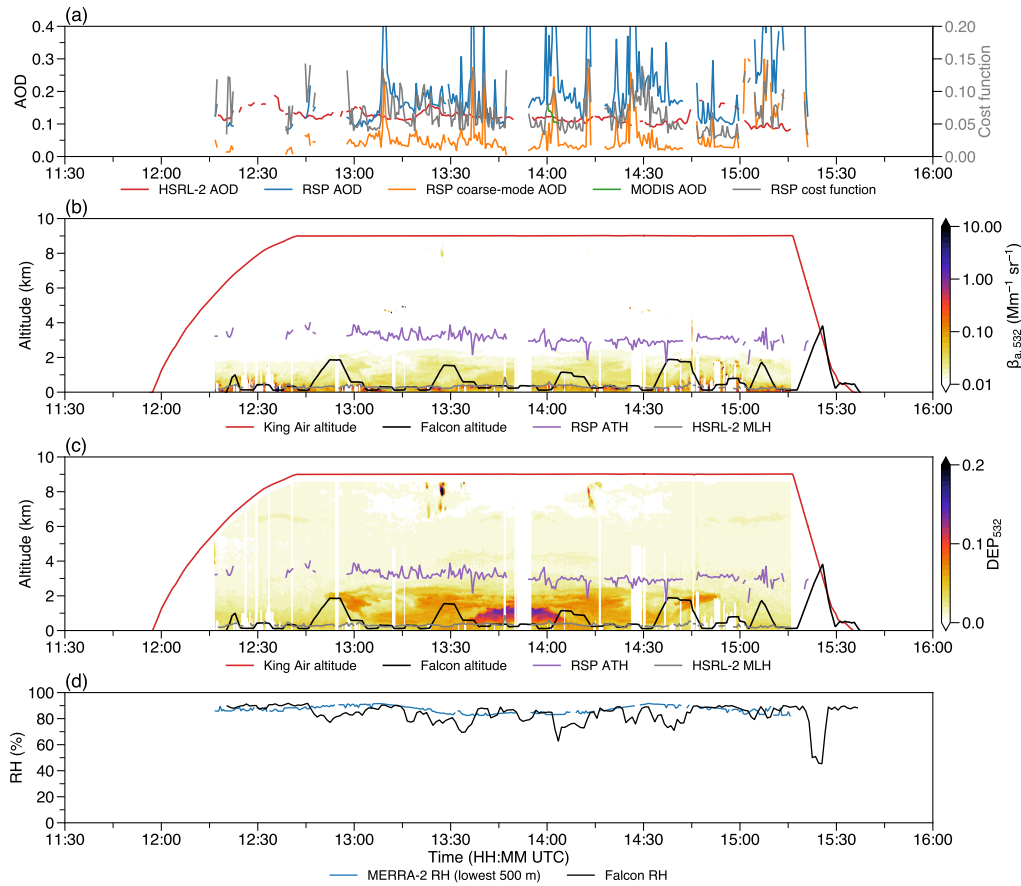 (a)
0.4 0.20
0.3 0.15
0.2 0.10
0.1 0.05
0.0 0.00
AOD
Cost function
11:30 12:00 12:30 13:00 13:30 14:00 14:30 15:00 15:30 16:00
HSRL-2 AOD RSP AOD RSP coarse-mode AOD MODIS AOD RSP cost function
(b)
10
8
6
4
2
0
Altitude (km)
10.00
1.00
0.10
0.01
βa, 532 (Mm−1 sr−1)
11:30 12:00 12:30 13:00 13:30 14:00 14:30 15:00 15:30 16:00
King Air altitude Falcon altitude RSP ATH HSRL-2 MLH
(c)
10
8
6
4
2
0
Altitude (km)
0.2
0.1
0.0
DEP532
11:30 12:00 12:30 13:00 13:30 14:00 14:30 15:00 15:30 16:00
King Air altitude Falcon altitude RSP ATH HSRL-2 MLH
(d)
100
80
60
40
20
0
RH (%)
11:30 12:00 12:30 13:00 13:30 14:00 14:30 15:00 15:30 16:00
Time (HH:MM UTC)
MERRA-2 RH (lowest 500 m) Falcon RH